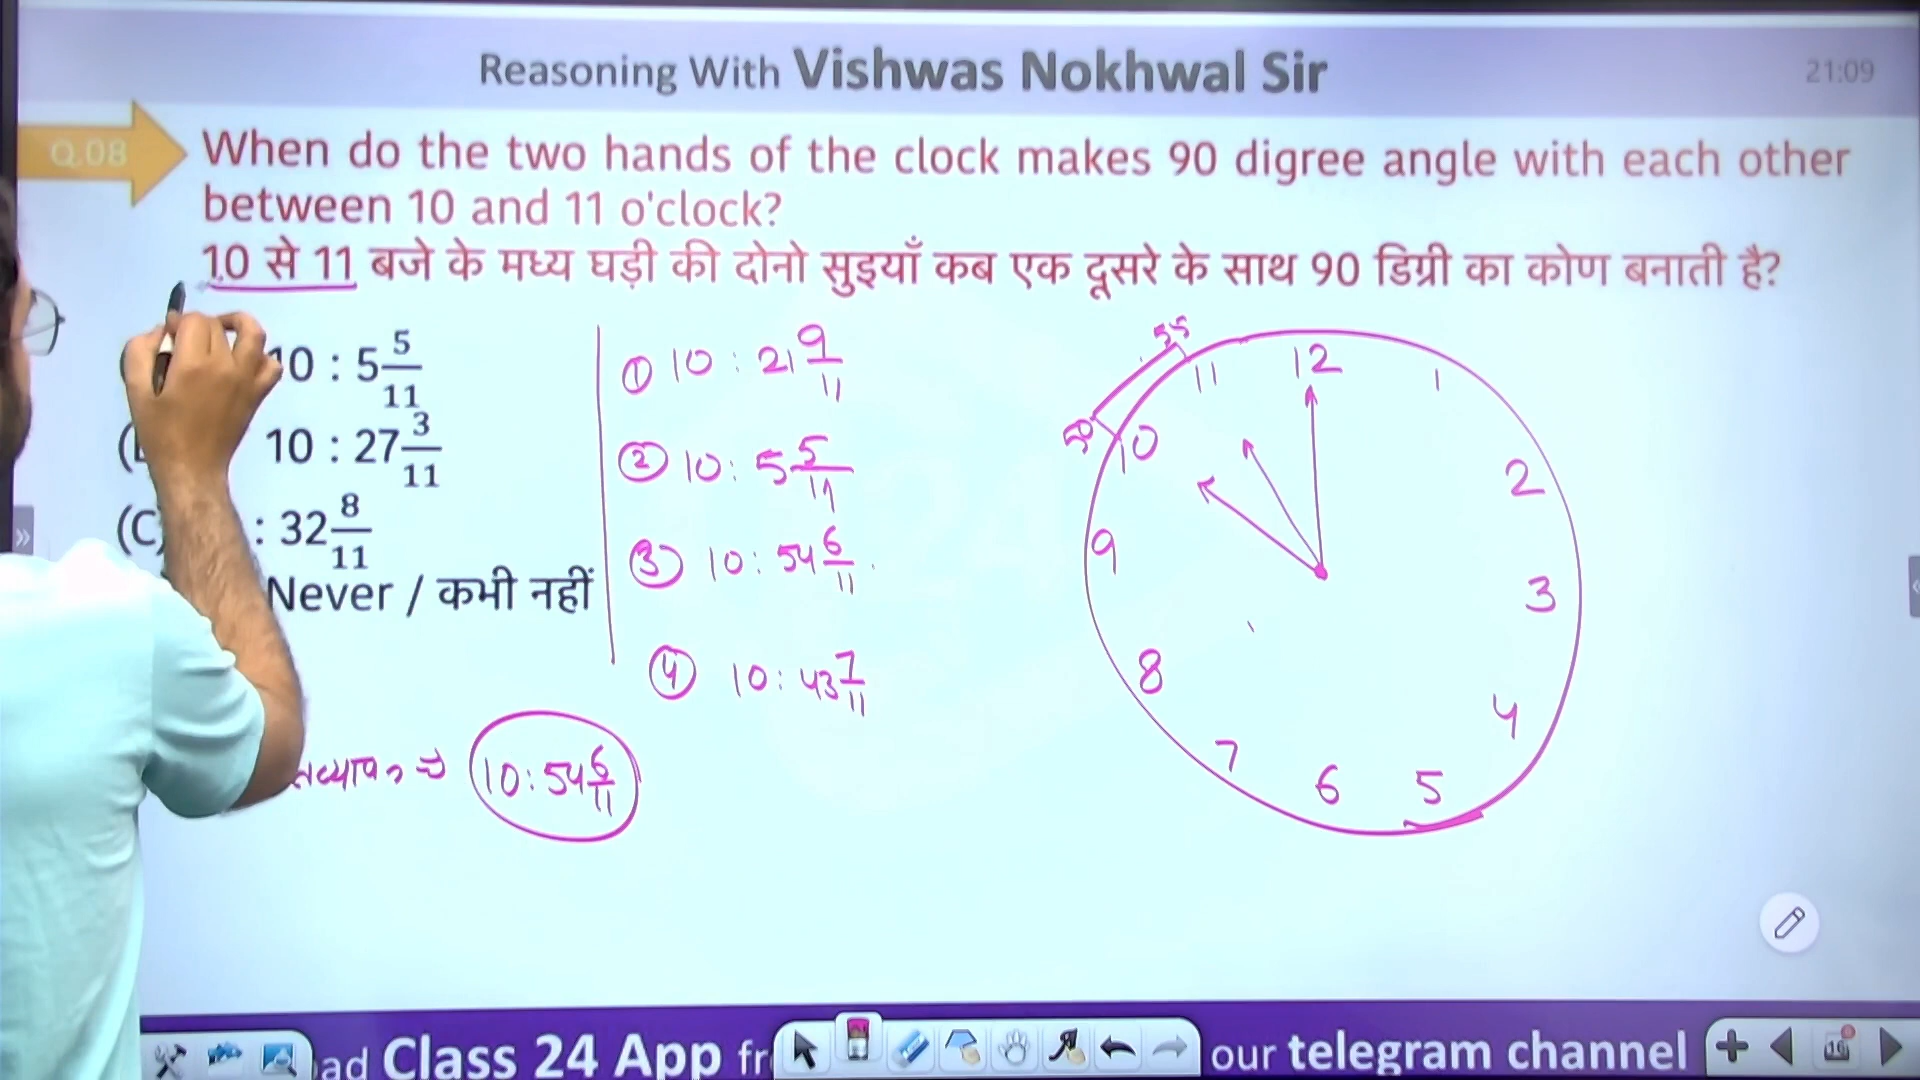 Reasoning With Vishwas Nokhwal Sir
21:09
Q.08
When do the two hands of the clock makes 90 digree angle with each other
between 10 and 11 o'clock?
10 से 11 बजे के मध्य घड़ी की दोनो सुइयाँ कब एक दूसरे के साथ 90 डिग्री का कोण बनाती है?
10 : 5 5/11
10 : 27 3/11
(C) : 32 8/11
Never / कभी नहीं
① 10 : 21 9/11
② 10 : 5 5/11
③ 10 : 54 6/11
④ 10 : 43 7/11
10 : 54 6/11
55
50
12
1
2
3
4
5
6
7
8
9
10
11
ad Class 24 App fr
our telegram channel